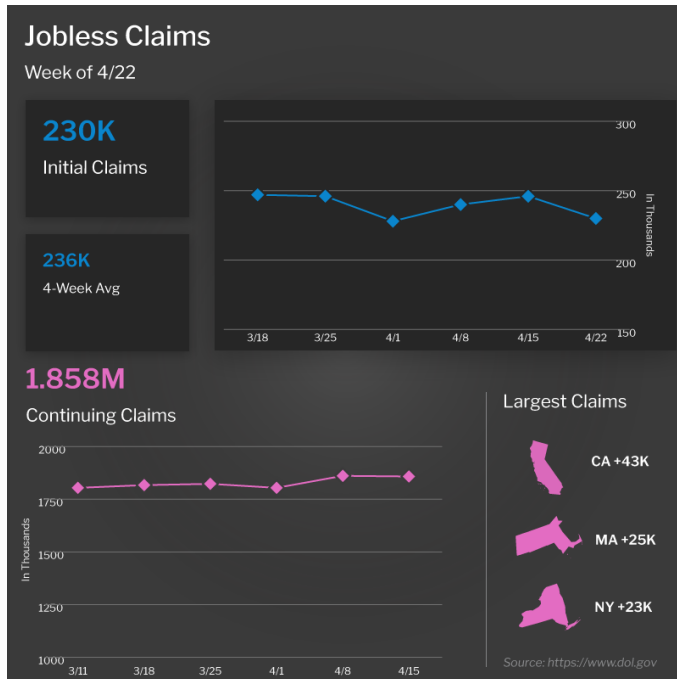 Jobless Claims
Week of 4/22
230K
Initial Claims
236K
4-Week Avg
300
250
200
150
In Thousands
3/18 3/25 4/1 4/8 4/15 4/22
1.858M
Continuing Claims
2000
1750
1500
1250
1000
In Thousands
3/11 3/18 3/25 4/1 4/8 4/15
Largest Claims
CA +43K
MA +25K
NY +23K
Source: https://www.dol.gov